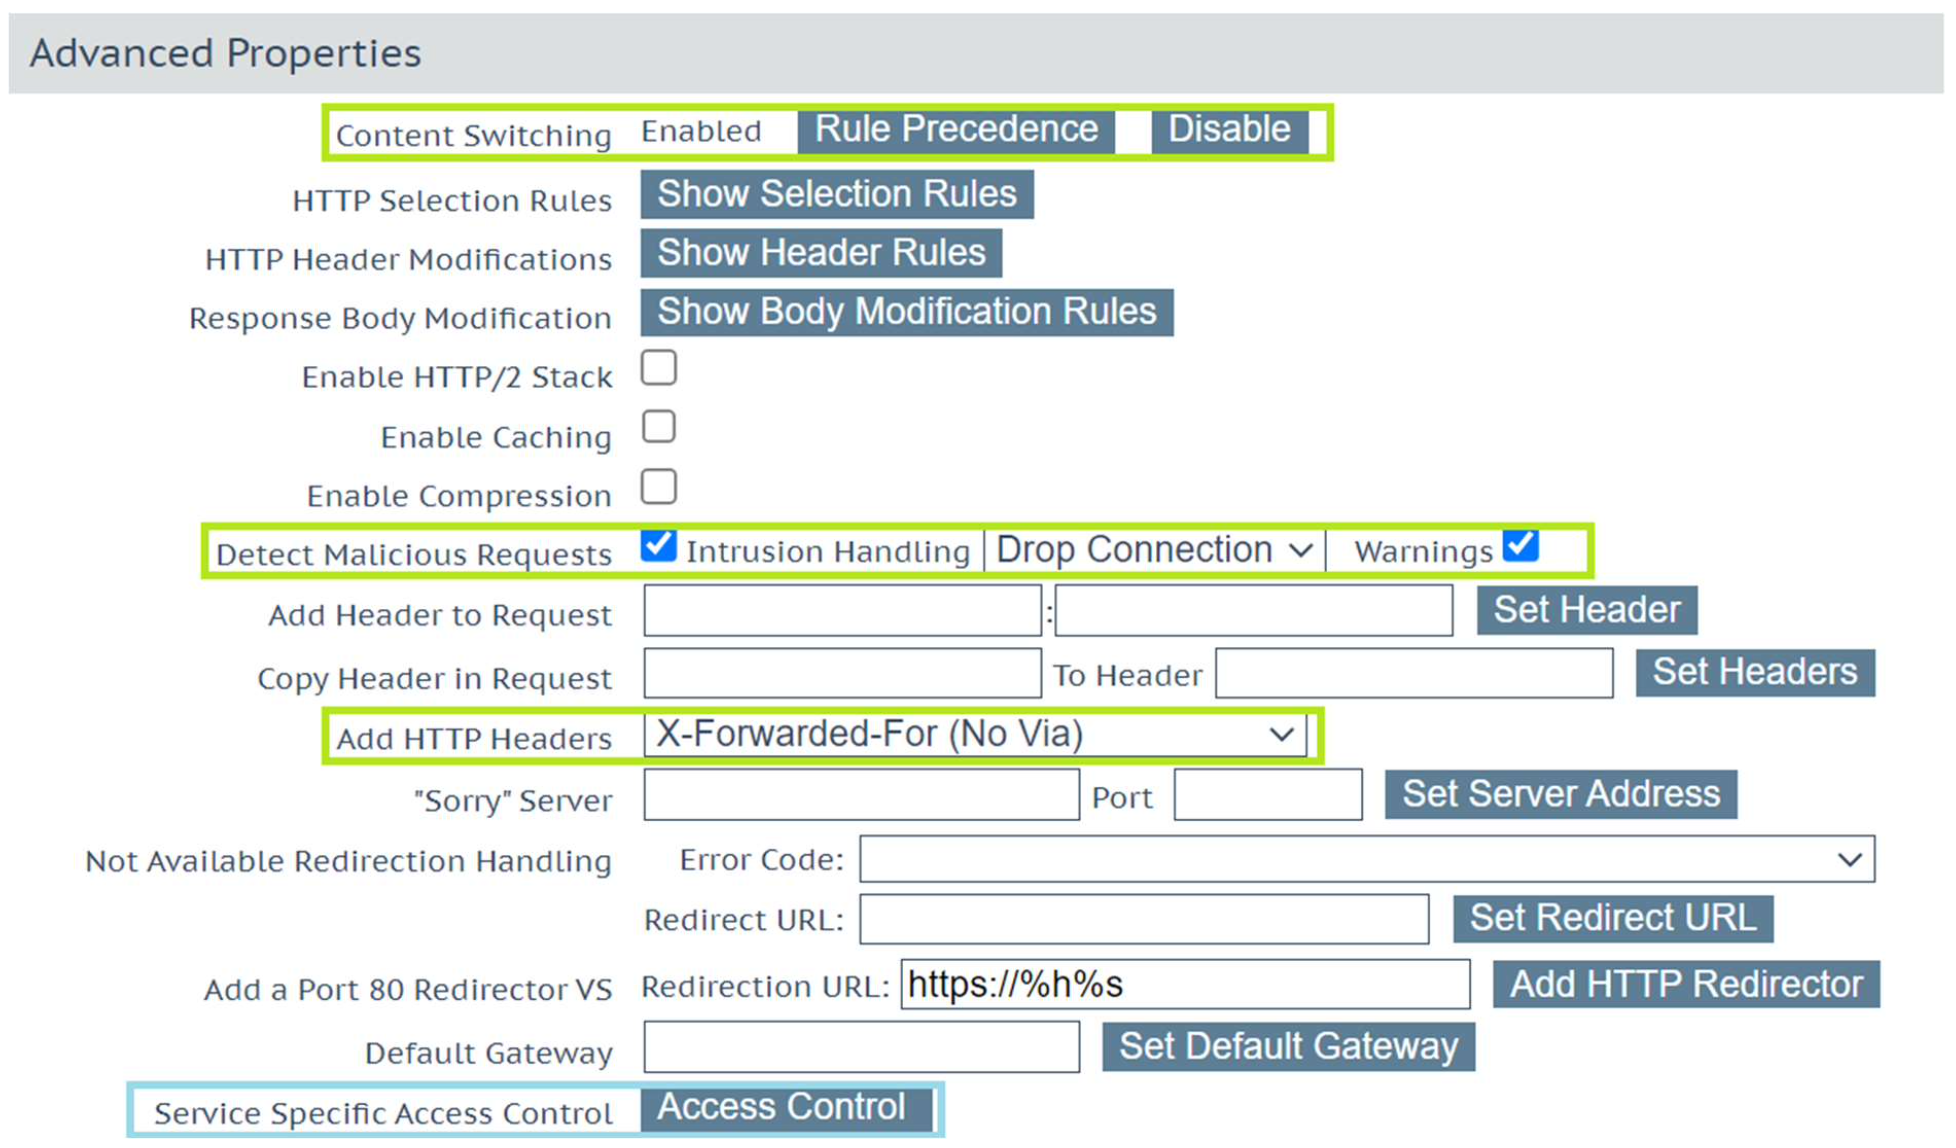 Advanced Properties
Content Switching Enabled Rule Precedence Disable
HTTP Selection Rules Show Selection Rules
HTTP Header Modifications Show Header Rules
Response Body Modification Show Body Modification Rules
Enable HTTP/2 Stack
Enable Caching
Enable Compression
Detect Malicious Requests Intrusion Handling Drop Connection Warnings
Add Header to Request : Set Header
Copy Header in Request To Header Set Headers
Add HTTP Headers X-Forwarded-For (No Via)
"Sorry" Server Port Set Server Address
Not Available Redirection Handling Error Code:
Redirect URL: Set Redirect URL
Add a Port 80 Redirector VS Redirection URL: https://%h%s Add HTTP Redirector
Default Gateway Set Default Gateway
Service Specific Access Control Access Control